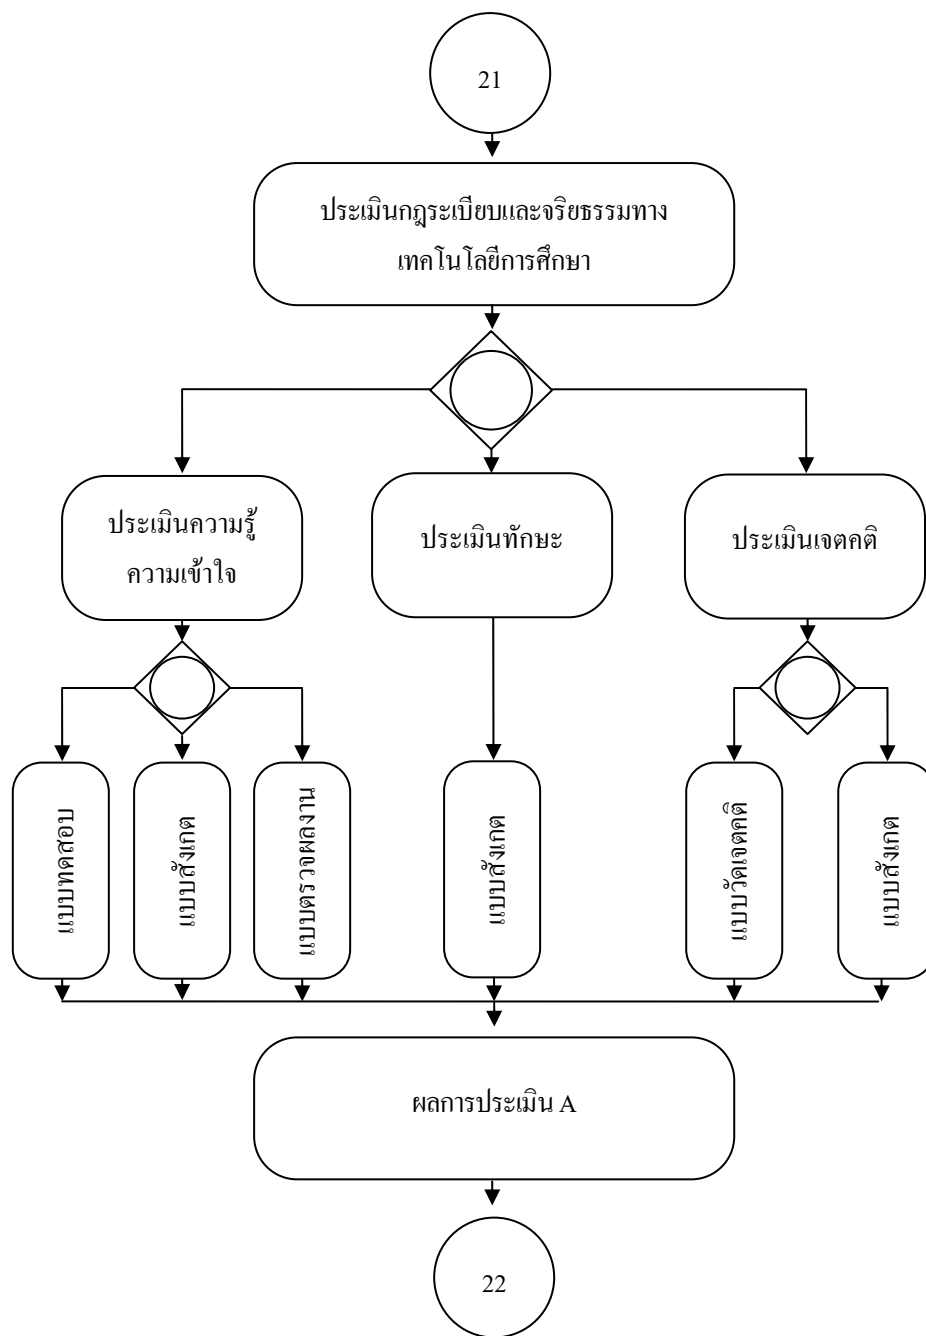 21
ประเมินกฎระเบียบและจริยธรรมทาง
เทคโนโลยีการศึกษา
ประเมินความรู้
ความเข้าใจ
ประเมินทักษะ
ประเมินเจตคติ
แบบทดสอบ
แบบสังเกต
แบบตรวจผลงาน
แบบสังเกต
แบบวัดเจตคติ
แบบสังเกต
ผลการประเมิน A
22